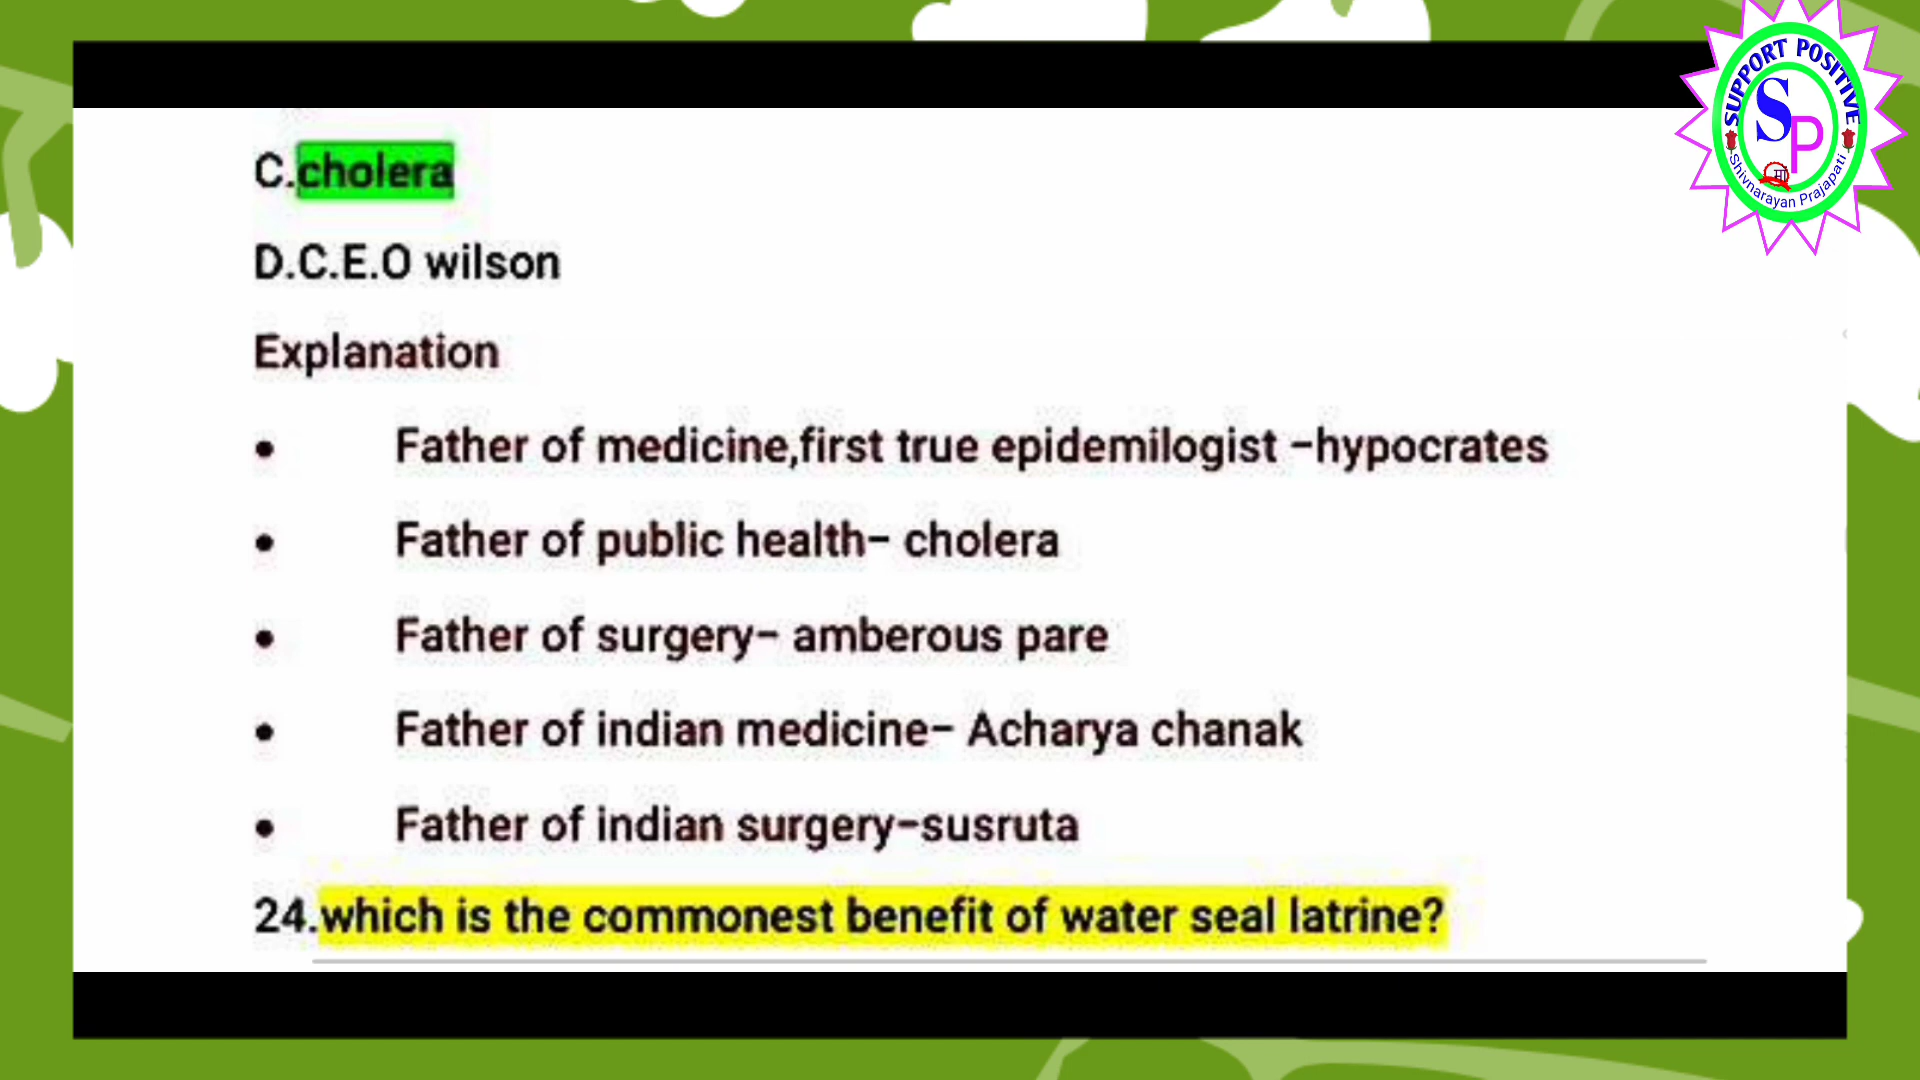 C.cholera
D.C.E.O wilson
Explanation
• Father of medicine,first true epidemilogist –hypocrates
• Father of public health– cholera
• Father of surgery– amberous pare
• Father of indian medicine– Acharya chanak
• Father of indian surgery–susruta
24.which is the commonest benefit of water seal latrine?
SUPPORT POSITIVE
SP
माँ
Shivnarayan Prajapati